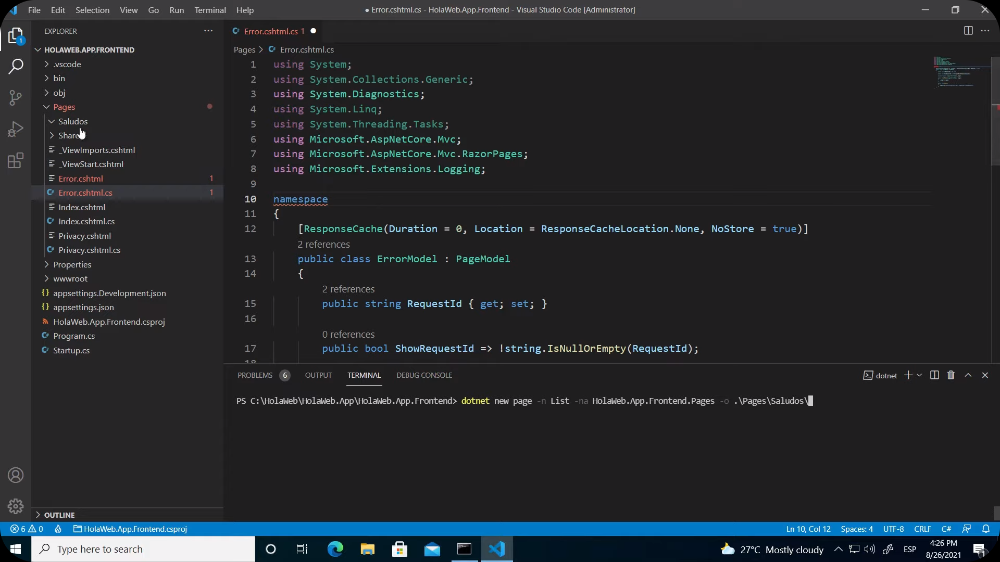 File Edit Selection View Go Run Terminal Help
● Error.cshtml.cs - HolaWeb.App.Frontend - Visual Studio Code [Administrator]
EXPLORER
HOLAWEB.APP.FRONTEND
.vscode
bin
obj
Pages
Saludos
Share
_ViewImports.cshtml
_ViewStart.cshtml
Error.cshtml 1
Error.cshtml.cs 1
Index.cshtml
Index.cshtml.cs
Privacy.cshtml
Privacy.cshtml.cs
Properties
wwwroot
appsettings.Development.json
appsettings.json
HolaWeb.App.Frontend.csproj
Program.cs
Startup.cs
OUTLINE
1
Error.cshtml.cs 1
Pages > Error.cshtml.cs
1 using System;
2 using System.Collections.Generic;
3 using System.Diagnostics;
4 using System.Linq;
5 using System.Threading.Tasks;
6 using Microsoft.AspNetCore.Mvc;
7 using Microsoft.AspNetCore.Mvc.RazorPages;
8 using Microsoft.Extensions.Logging;
9
10 namespace
11 {
12 [ResponseCache(Duration = 0, Location = ResponseCacheLocation.None, NoStore = true)]
2 references
13 public class ErrorModel : PageModel
14 {
2 references
15 public string RequestId { get; set; }
16
0 references
17 public bool ShowRequestId => !string.IsNullOrEmpty(RequestId);
18
PROBLEMS 6 OUTPUT TERMINAL DEBUG CONSOLE
dotnet
PS C:\HolaWeb\HolaWeb.App\HolaWeb.App.Frontend> dotnet new page -n List -na HolaWeb.App.Frontend.Pages -o .\Pages\Saludos\
6 0 HolaWeb.App.Frontend.csproj
Ln 10, Col 12 Spaces: 4 UTF-8 CRLF C#
Type here to search
27°C Mostly cloudy
ESP
4:26 PM
8/26/2021
1